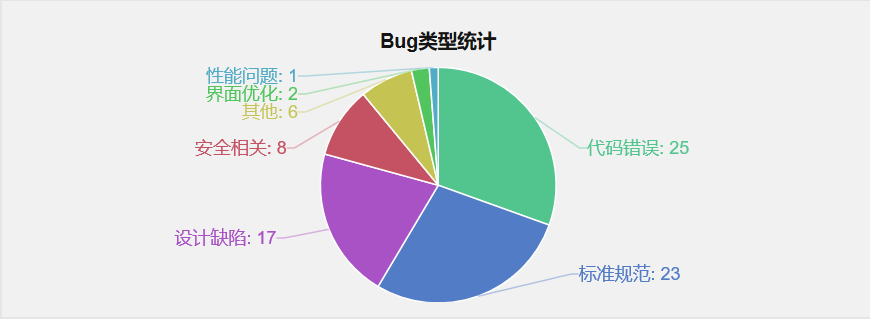 Bug类型统计
性能问题: 1
界面优化: 2
其他: 6
安全相关: 8
代码错误: 25
设计缺陷: 17
标准规范: 23